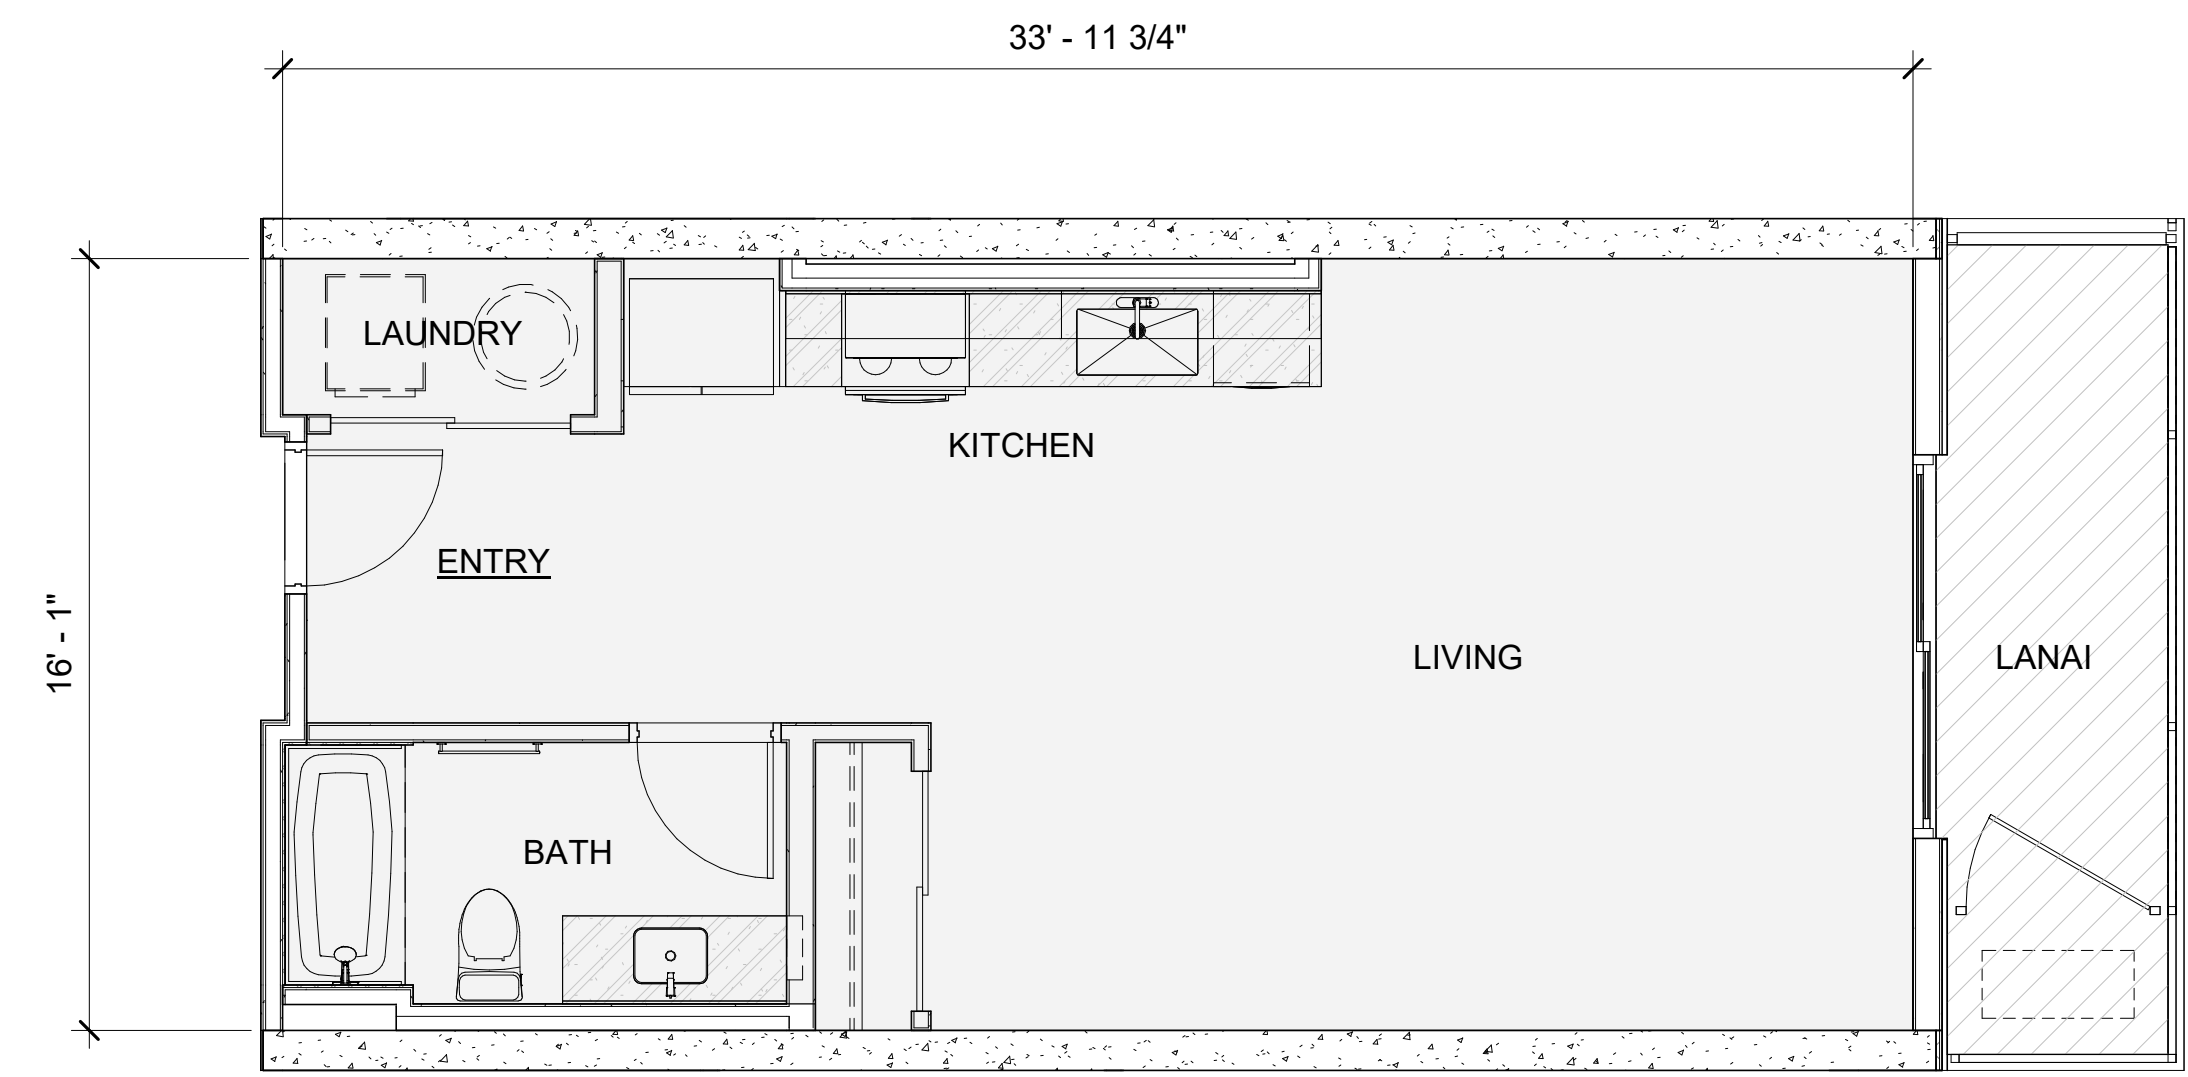 33' - 11 3/4"
LAUNDRY
KITCHEN
ENTRY
16' - 1"
LIVING
LANAI
BATH